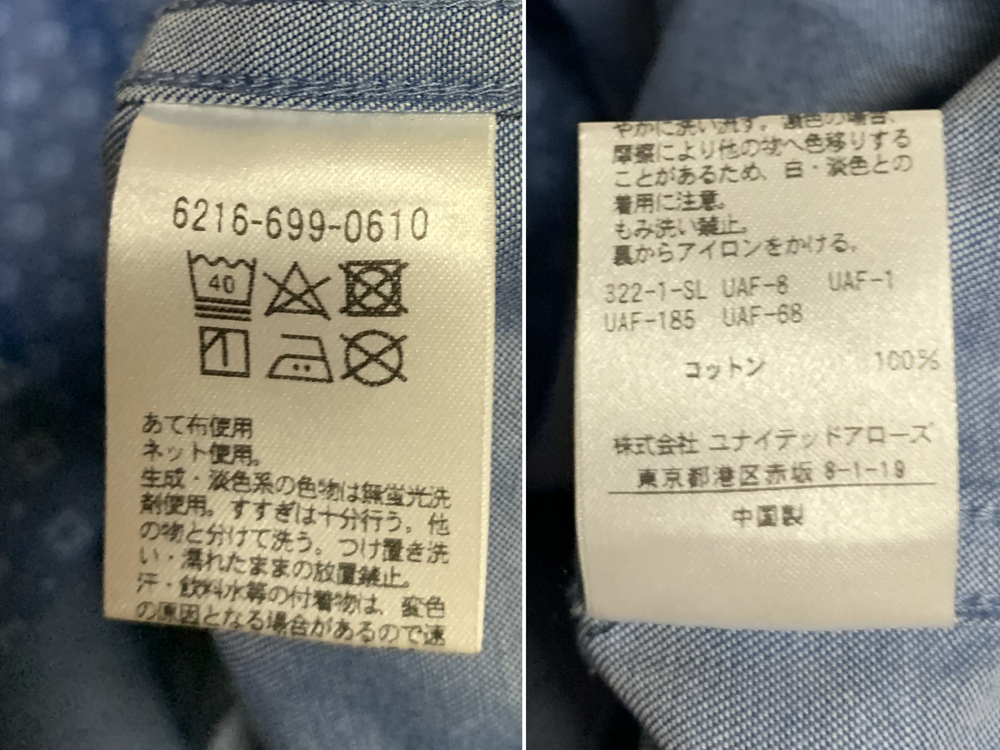 6216-699-0610
40
あて布使用
ネット使用。
生成・淡色系の色物は無蛍光洗
剤使用。すすぎは十分行う。他
の物と分けて洗う。つけ置き洗
い・濡れたままの放置禁止。
汗・飲料水等の付着物は、変色
の原因となる場合があるので速
やかに洗い流す。濃色の場合、
摩擦により他の物へ色移りする
ことがあるため、白・淡色との
着用に注意。
もみ洗い禁止。
裏からアイロンをかける。
322-1-SL UAF-8 UAF-1
UAF-185 UAF-68
コットン 100%
株式会社 ユナイテッドアローズ
東京都港区赤坂 8-1-19
中国製